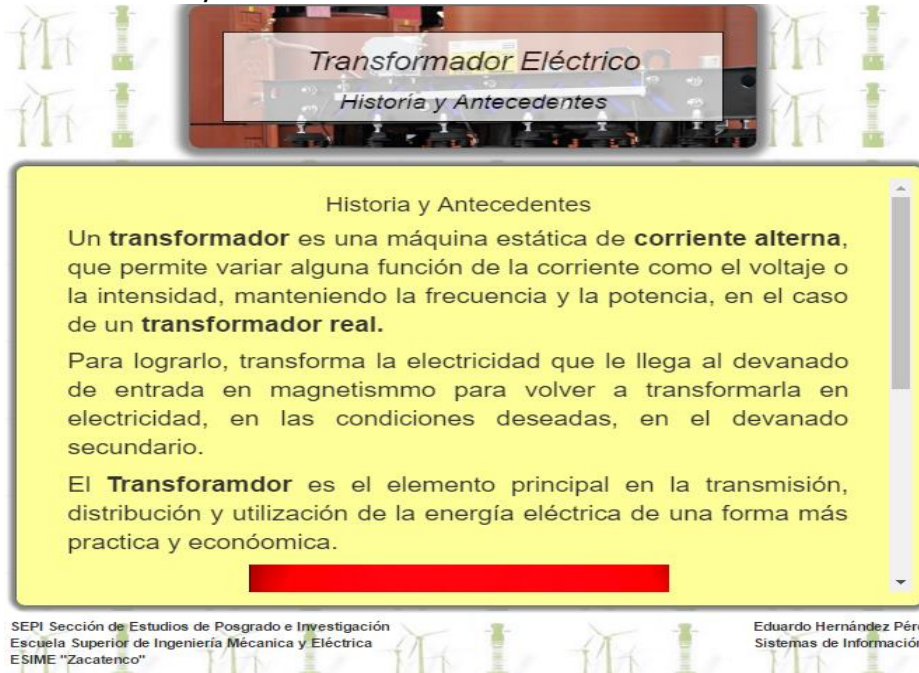 Transformador Eléctrico
Historía y Antecedentes
Historia y Antecedentes
Un transformador es una máquina estática de corriente alterna,
que permite variar alguna función de la corriente como el voltaje o
la intensidad, manteniendo la frecuencia y la potencia, en el caso
de un transformador real.
Para lograrlo, transforma la electricidad que le llega al devanado
de entrada en magnetismmo para volver a transformarla en
electricidad, en las condiciones deseadas, en el devanado
secundario.
El Transforamdor es el elemento principal en la transmisión,
distribución y utilización de la energía eléctrica de una forma más
practica y econóomica.
SEPI Sección de Estudios de Posgrado e Investigación
Escuela Superior de Ingeniería Mécanica y Eléctrica
ESIME "Zacatenco"
Eduardo Hernández Pére
Sistemas de Información